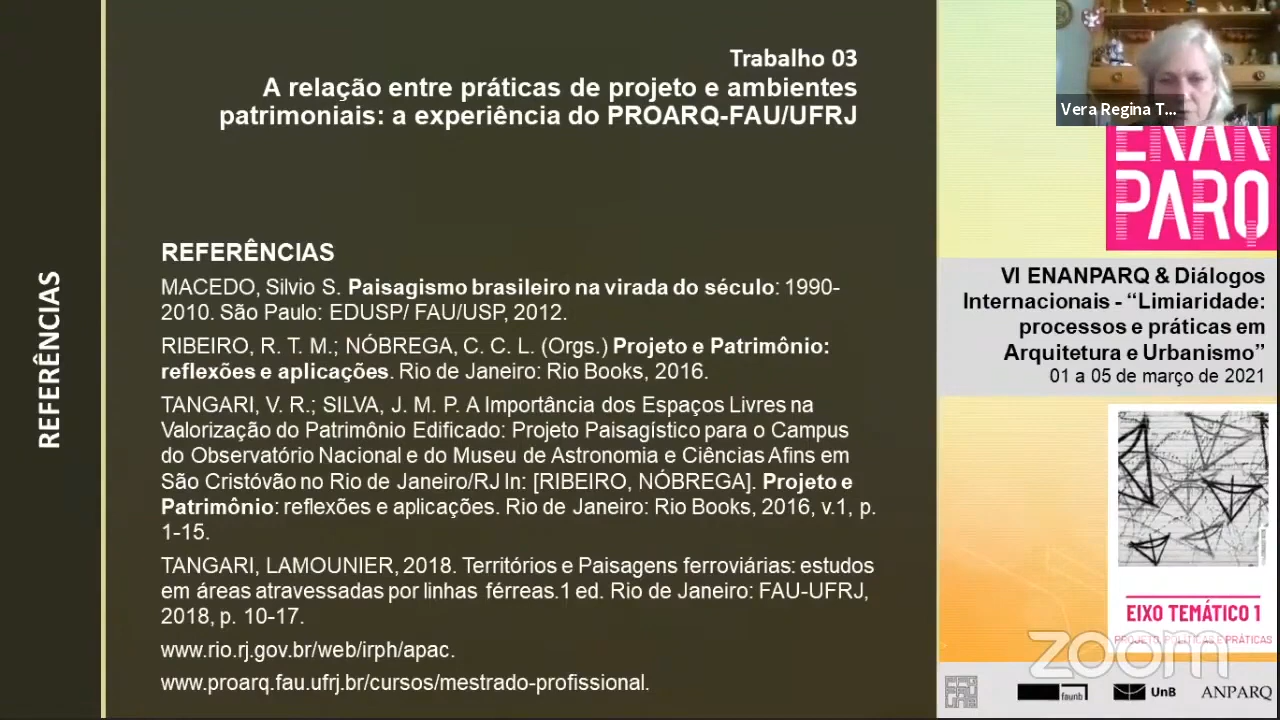 Trabalho 03
A relação entre práticas de projeto e ambientes
patrimoniais: a experiência do PROARQ-FAU/UFRJ
REFERÊNCIAS
REFERÊNCIAS
MACEDO, Silvio S. Paisagismo brasileiro na virada do século: 1990-
2010. São Paulo: EDUSP/ FAU/USP, 2012.
RIBEIRO, R. T. M.; NÓBREGA, C. C. L. (Orgs.) Projeto e Patrimônio:
reflexões e aplicações. Rio de Janeiro: Rio Books, 2016.
TANGARI, V. R.; SILVA, J. M. P. A Importância dos Espaços Livres na
Valorização do Patrimônio Edificado: Projeto Paisagístico para o Campus
do Observatório Nacional e do Museu de Astronomia e Ciências Afins em
São Cristóvão no Rio de Janeiro/RJ In: [RIBEIRO, NÓBREGA]. Projeto e
Patrimônio: reflexões e aplicações. Rio de Janeiro: Rio Books, 2016, v.1, p.
1-15.
TANGARI, LAMOUNIER, 2018. Territórios e Paisagens ferroviárias: estudos
em áreas atravessadas por linhas férreas.1 ed. Rio de Janeiro: FAU-UFRJ,
2018, p. 10-17.
www.rio.rj.gov.br/web/irph/apac.
www.proarq.fau.ufrj.br/cursos/mestrado-profissional.
Vera Regina T...
ENAN
PARQ
VI ENANPARQ & Diálogos
Internacionais - “Limiaridade:
processos e práticas em
Arquitetura e Urbanismo”
01 a 05 de março de 2021
EIXO TEMÁTICO 1
PROJETO, POLÍTICAS E PRÁTICAS
zoom
faunb
UnB
ANPARQ